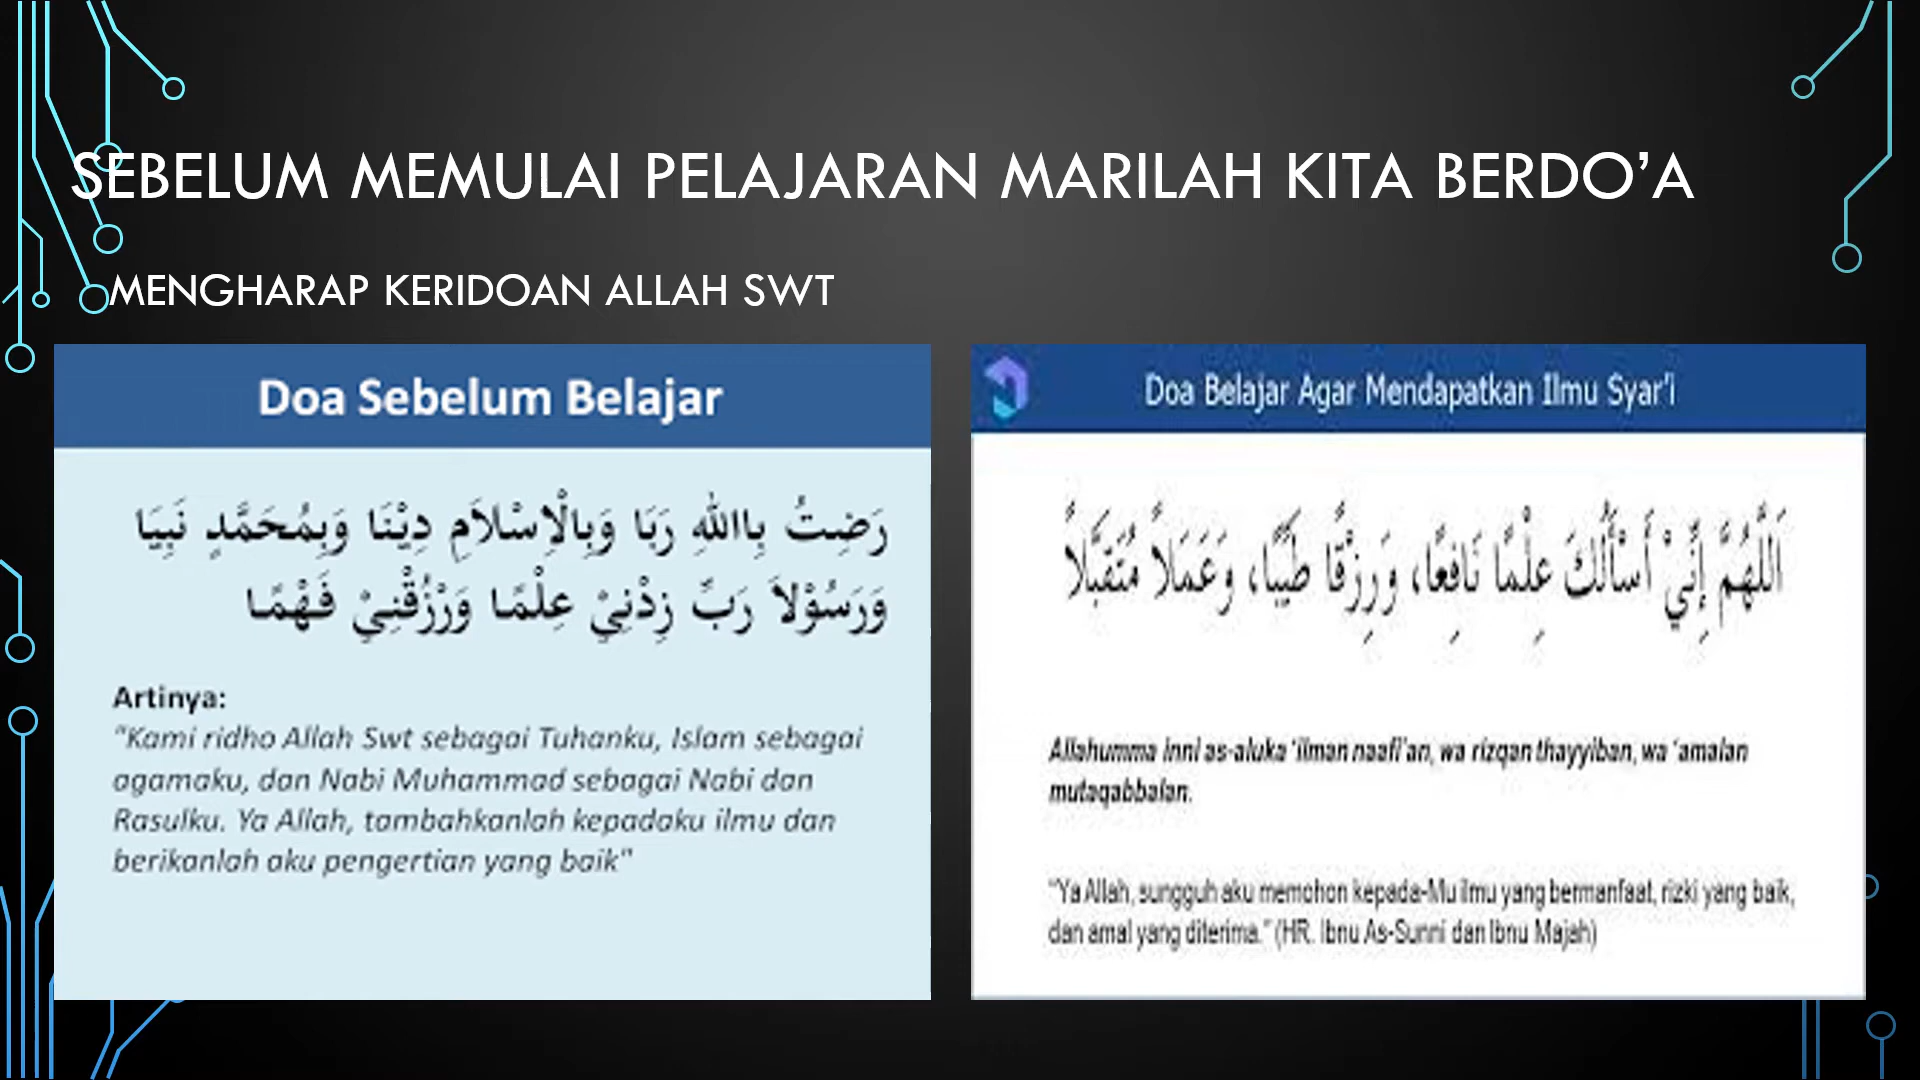 SEBELUM MEMULAI PELAJARAN MARILAH KITA BERDO’A
MENGHARAP KERIDOAN ALLAH SWT
Doa Sebelum Belajar
رَضِتُ بِااللهِ رَبَا وَبِالْاِسْلاَمِ دِيْنَا وَبِمُحَمَّدٍ نَبِيَا
وَرَسُوْلاَ رَبِّ زِدْنِيْ عِلْمًا وَرْزُقْنِيْ فَهْمًا
Artinya:
"Kami ridho Allah Swt sebagai Tuhanku, Islam sebagai
agamaku, dan Nabi Muhammad sebagai Nabi dan
Rasulku. Ya Allah, tambahkanlah kepadaku ilmu dan
berikanlah aku pengertian yang baik"
Doa Belajar Agar Mendapatkan Ilmu Syar'i
اَللَّهُمَّ إِنِّيْ أَسْأَلُكَ عِلْمًا نَافِعًا، وَرِزْقًا طَيِّبًا، وَعَمَلاً مُتَقَبَّلاً
Allahumma inni as-aluka 'ilman naafi'an, wa rizqan thayyiban, wa 'amalan
mutaqabbalan.
"Ya Allah, sungguh aku memohon kepada-Mu ilmu yang bermanfaat, rizki yang baik,
dan amal yang diterima." (HR. Ibnu As-Sunni dan Ibnu Majah)